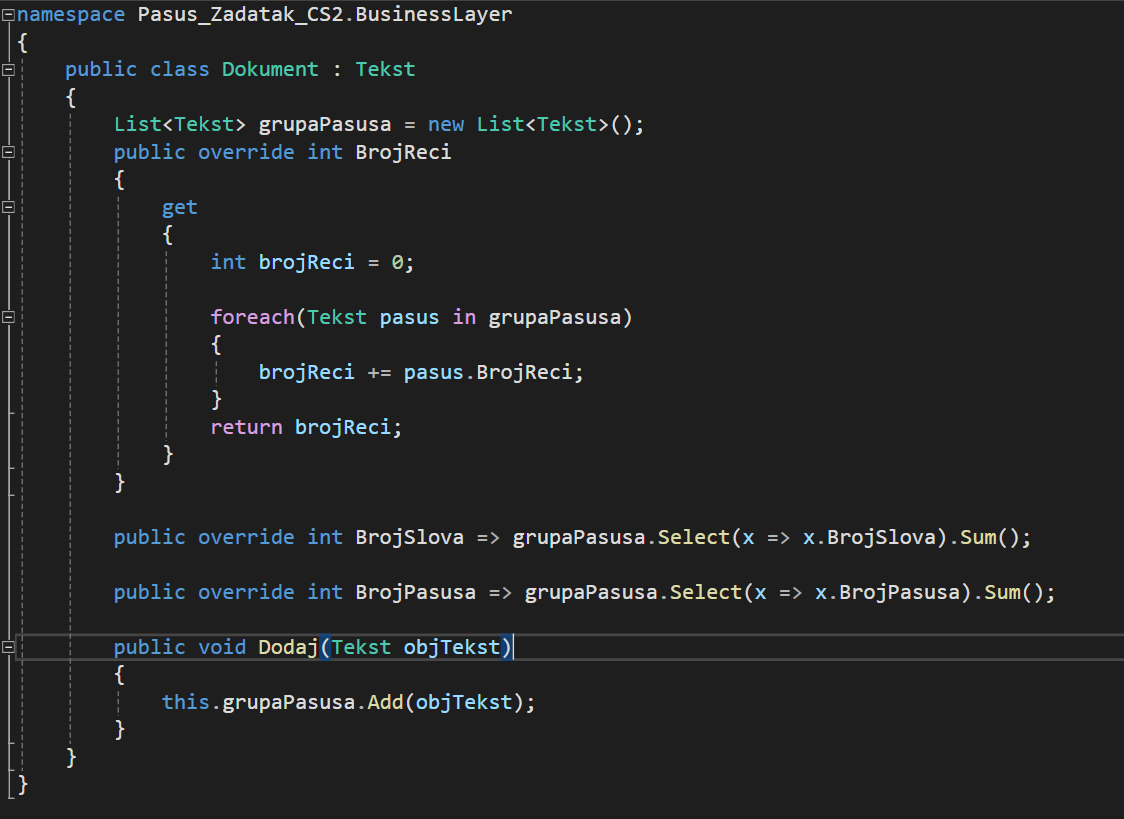 namespace Pasus_Zadatak_CS2.BusinessLayer
{
    public class Dokument : Tekst
    {
        List<Tekst> grupaPasusa = new List<Tekst>();
        public override int BrojReci
        {
            get
            {
                int brojReci = 0;

                foreach(Tekst pasus in grupaPasusa)
                {
                    brojReci += pasus.BrojReci;
                }
                return brojReci;
            }
        }

        public override int BrojSlova => grupaPasusa.Select(x => x.BrojSlova).Sum();

        public override int BrojPasusa => grupaPasusa.Select(x => x.BrojPasusa).Sum();

        public void Dodaj(Tekst objTekst)
        {
            this.grupaPasusa.Add(objTekst);
        }
    }
}